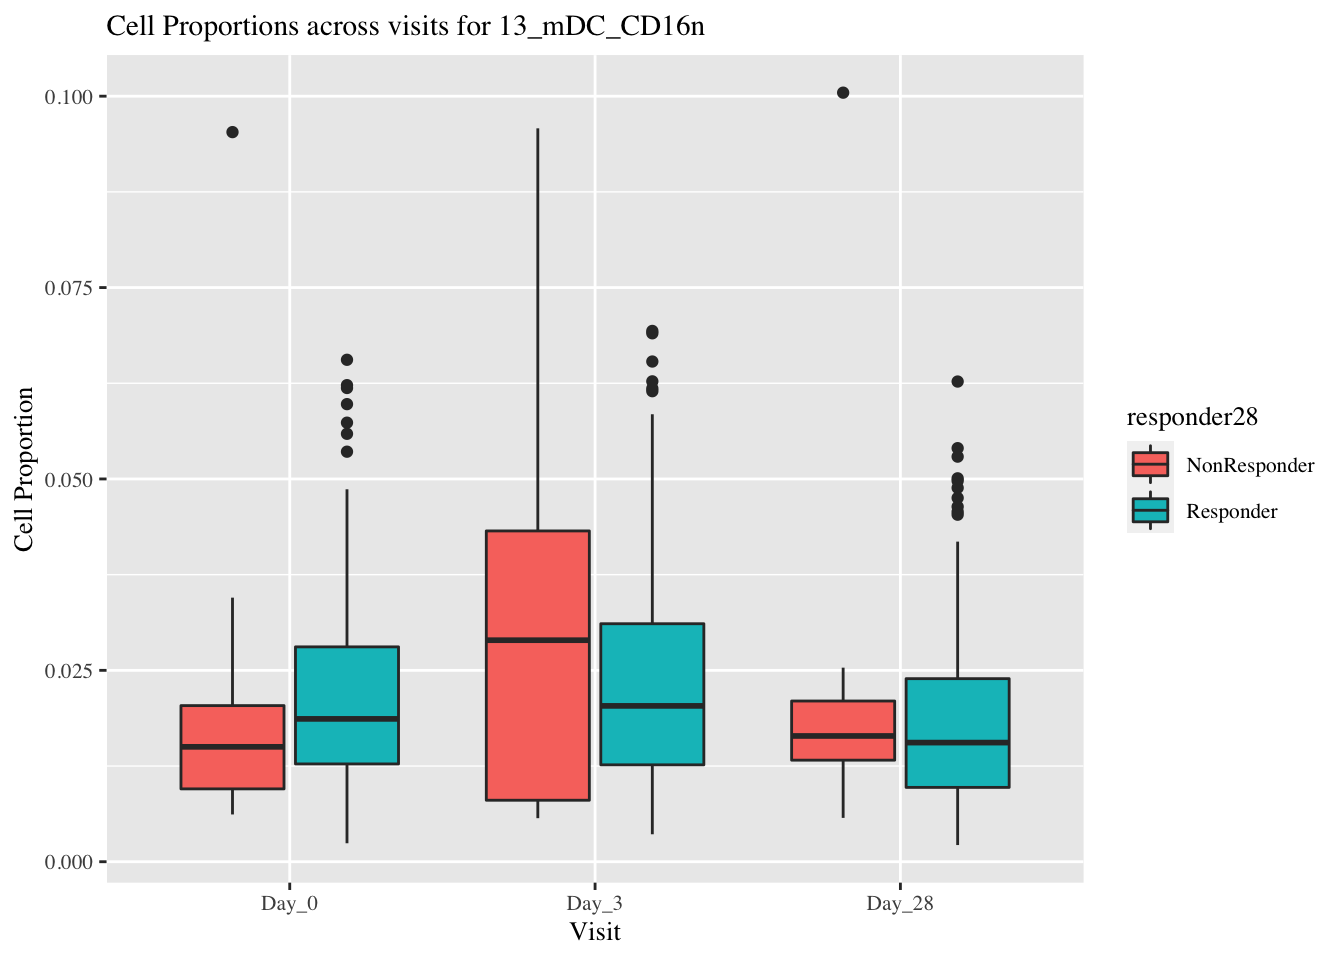 Cell Proportions across visits for 13_mDC_CD16n
0.100
0.075
0.050
0.025
0.000
Cell Proportion
Day_0
Day_3
Day_28
Visit
responder28
NonResponder
Responder